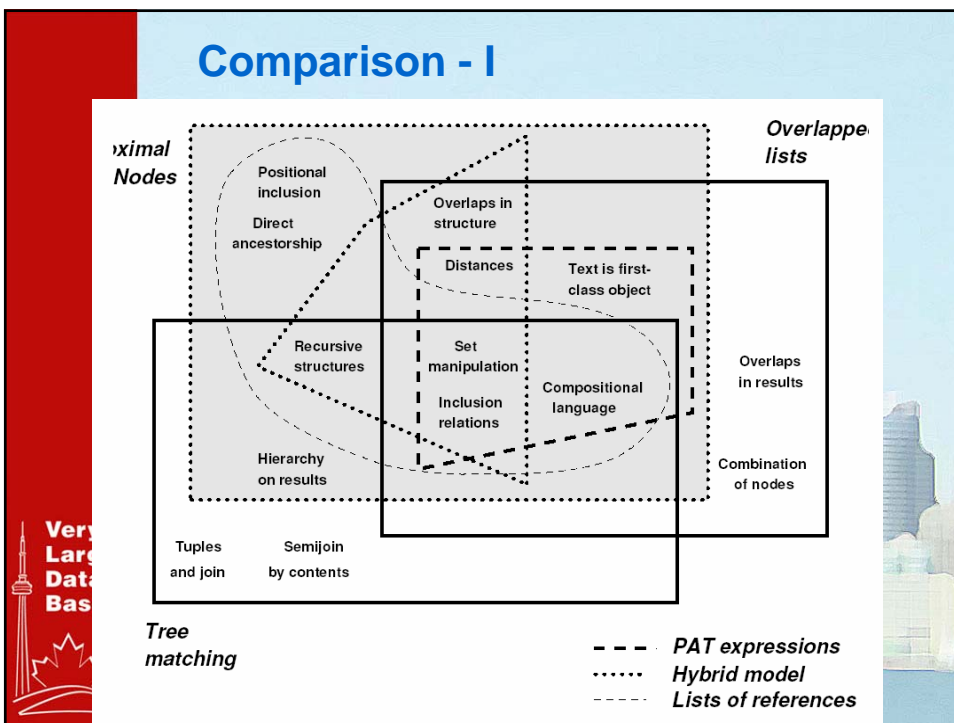 Comparison - I
oximal
Nodes
Overlappe
lists
Positional
inclusion
Direct
ancestorship
Overlaps in
structure
Distances
Text is first-
class object
Recursive
structures
Set
manipulation
Inclusion
relations
Compositional
language
Overlaps
in results
Hierarchy
on results
Combination
of nodes
Tuples
and join
Semijoin
by contents
Very
Larg
Data
Bas
Tree
matching
PAT expressions
Hybrid model
Lists of references